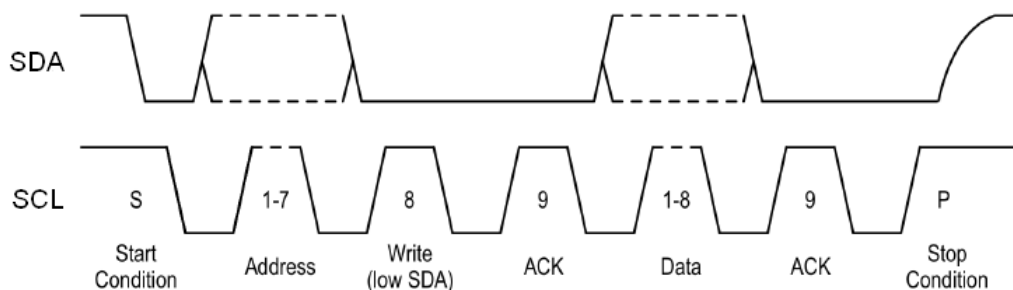 SDA
SCL
S
1-7
8
9
1-8
9
P
Start
Condition
Address
Write
(low SDA)
ACK
Data
ACK
Stop
Condition